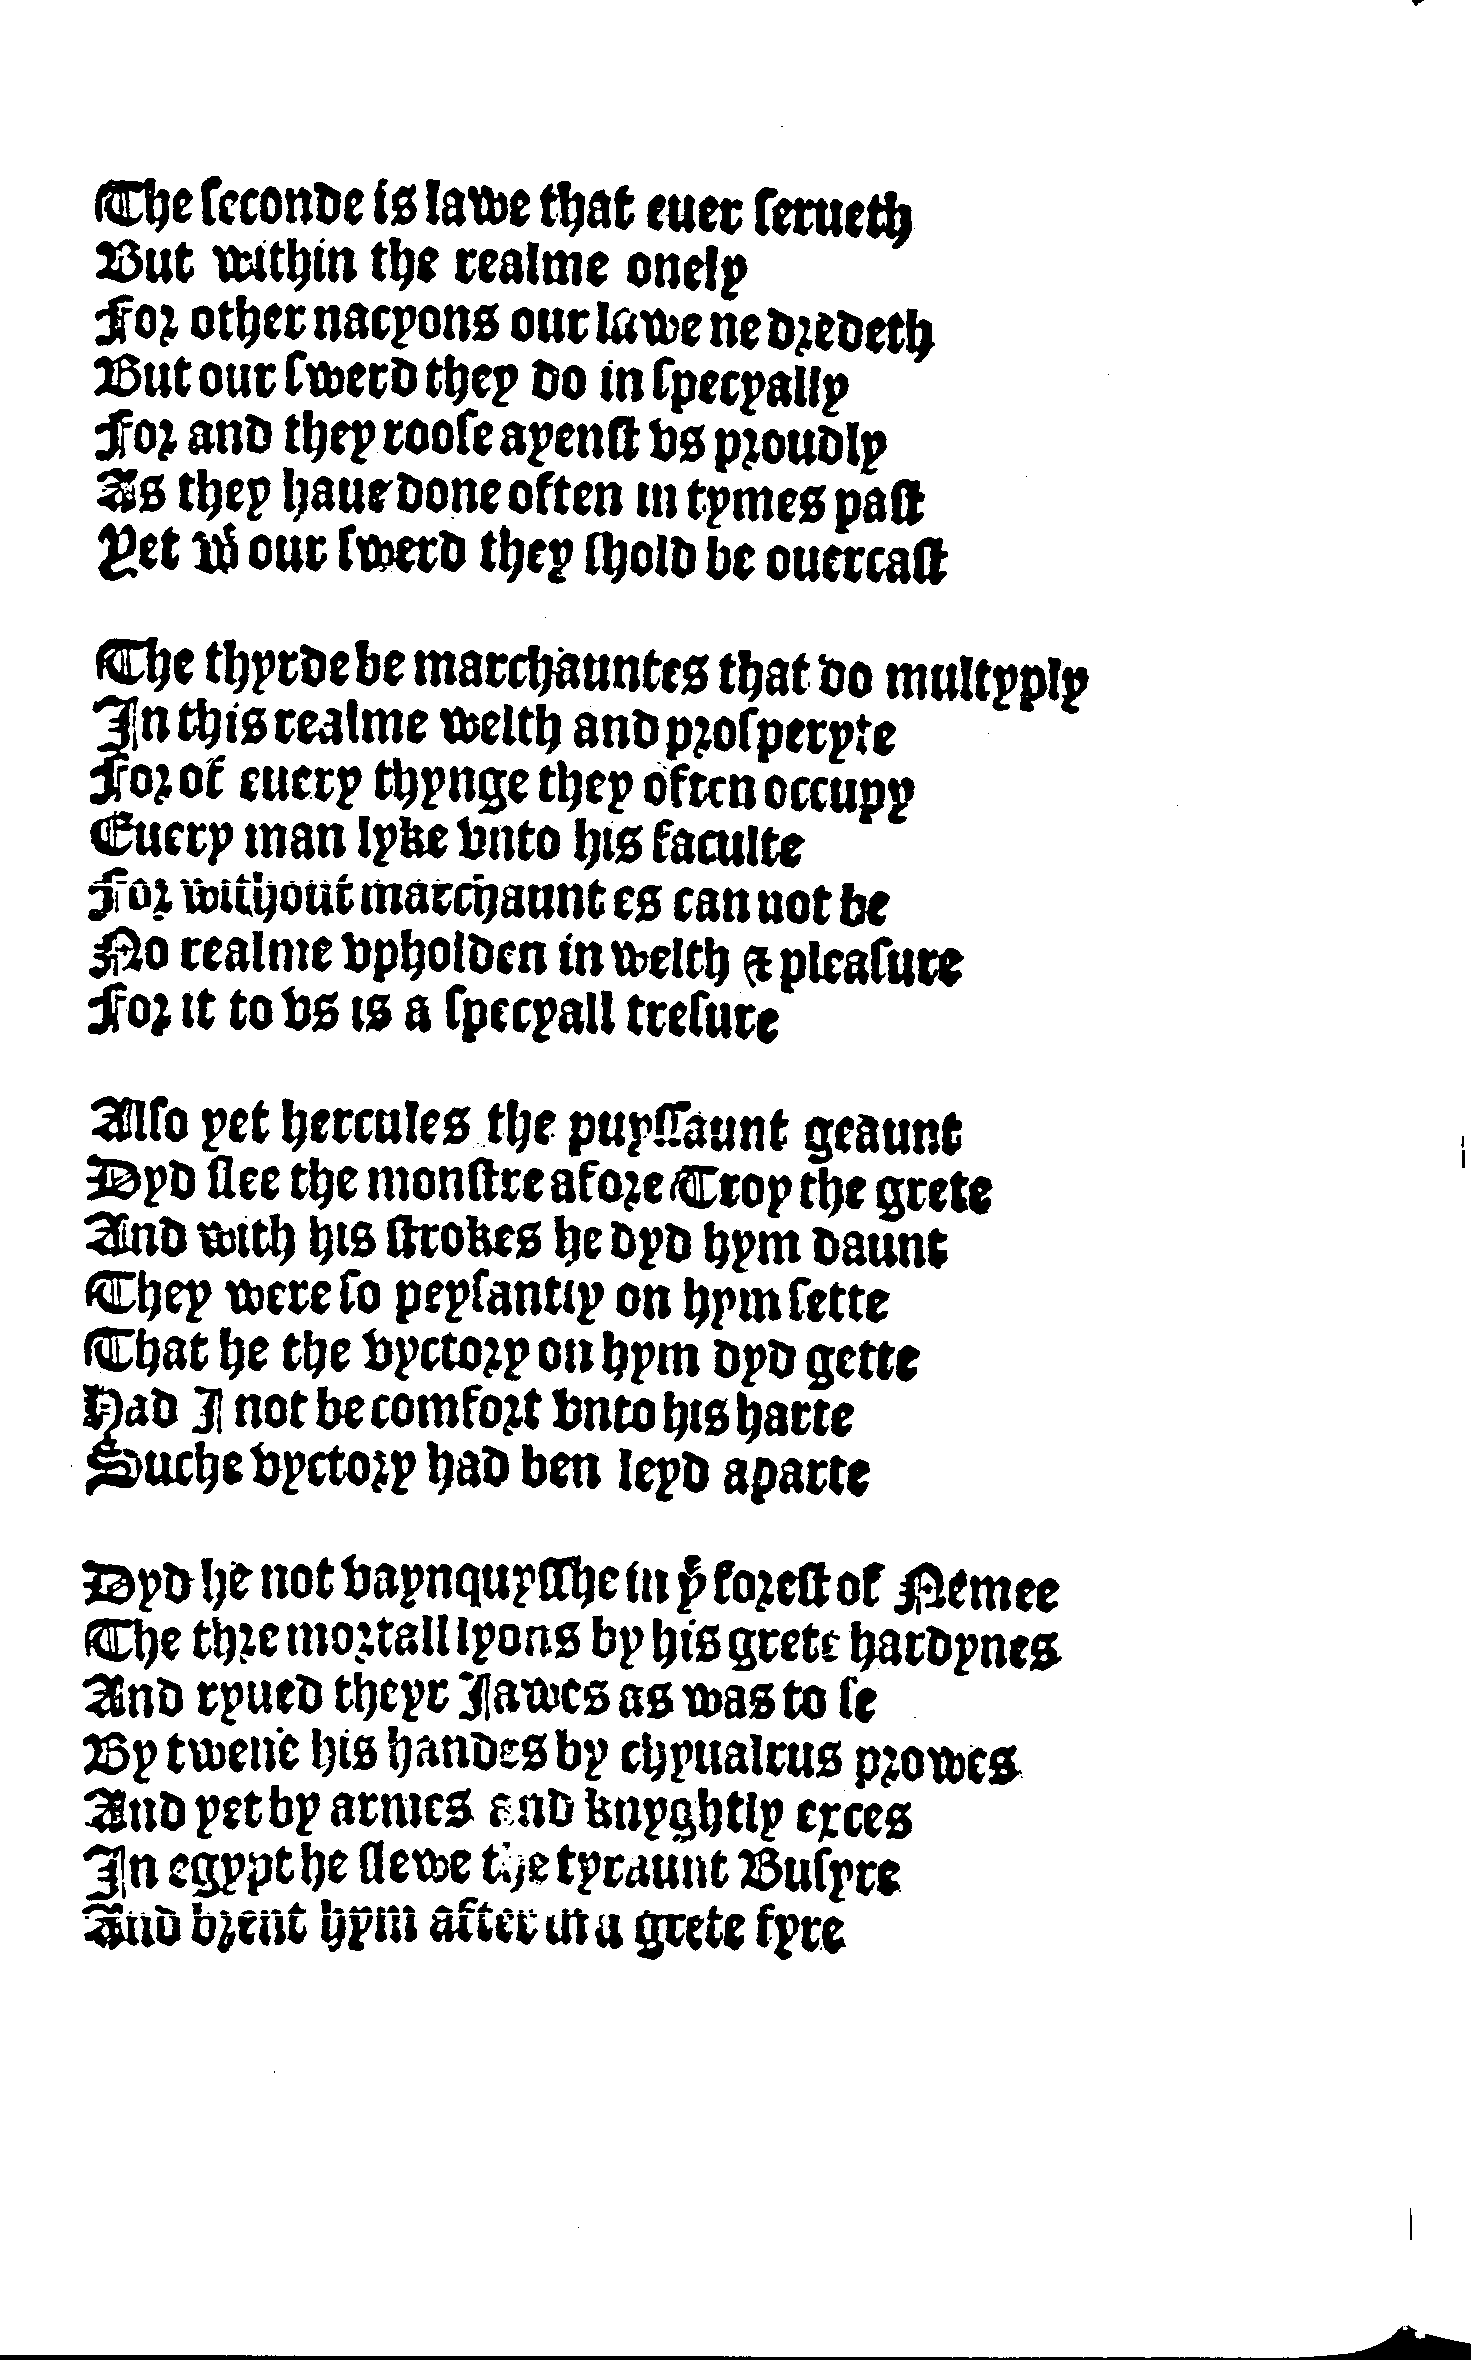 The ſeconde is lawe that euer ſerueth
But within the realme onely
For other nacyons our lawe ne dredeth
But our ſwerd they do in ſpecyally
For and they rooſe ayenſt vs proudly
As they haue done often in tymes paſt
Yet wͭ our ſwerd they ſhold be ouercaſt

The thyrde be marchauntes that do multyply
In this realme welth and proſperyte
For of euery thynge they often occupy
Euery man lyke vnto his faculte
For without marchauntes can not be
No realme vpholden in welth & pleaſure
For it to vs is a ſpecyall treſure

Alſo yet hercules the puyſſaunt geaunt
Dyd ſlee the monſtre afore Troy the grete
And with his ſtrokes he dyd hym daunt
They were ſo peyſantly on hym ſette
That he the vyctory on hym dyd gette
Had I not be comfort vnto his harte
Suche vyctory had ben leyd aparte

Dyd he not vaynquyſſhe in yͤ foreſt of Nemee
The thre mortall lyons by his grete hardynes
And ryued theyr Jawes as was to ſe
By twene his handes by chyualrus prowes
And yet by armes and knyghtly exces
In egypt he ſlewe the tyraunt Buſyre
And brent hym after in a grete fyre